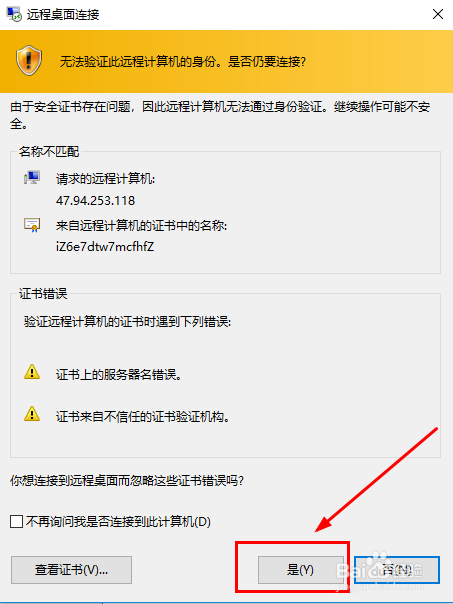 远程桌面连接
无法验证此远程计算机的身份。是否仍要连接?
由于安全证书存在问题，因此远程计算机无法通过身份验证。继续操作可能不安
全。
名称不匹配
请求的远程计算机:
47.94.253.118
来自远程计算机的证书中的名称:
iZ6e7dtw7mcfhfZ
证书错误
验证远程计算机的证书时遇到下列错误:
证书上的服务器名错误。
证书来自不信任的证书验证机构。
你想连接到远程桌面而忽略这些证书错误吗?
不再询问我是否连接到此计算机(D)
查看证书(V)... 是(Y) 否(N)